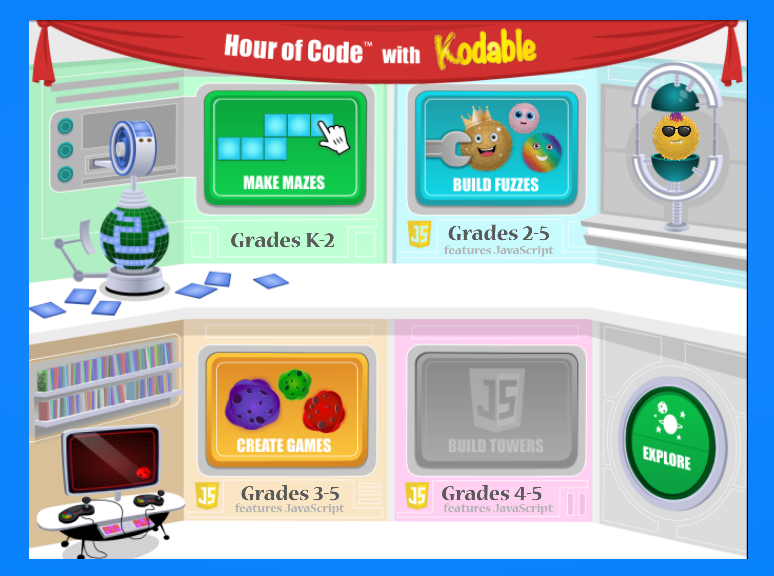 Hour of Code™ with Kodable
MAKE MAZES
BUILD FUZZES
Grades K-2
JS
Grades 2-5
features JavaScript
CREATE GAMES
JS
BUILD TOWERS
EXPLORE
JS
Grades 3-5
features JavaScript
JS
Grades 4-5
features JavaScript